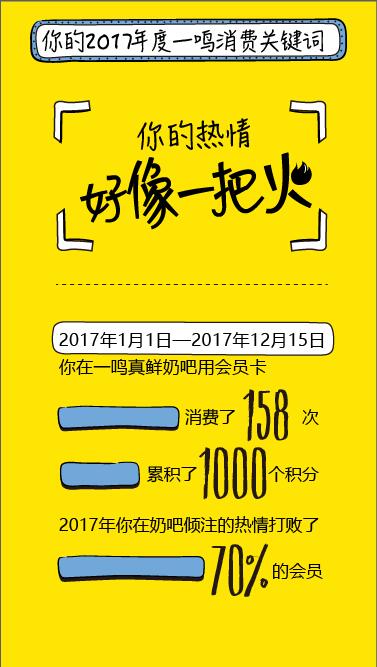 你的2017年度一鸣消费关键词
你的热情
好像一把火
2017年1月1日—2017年12月15日
你在一鸣真鲜奶吧用会员卡
消费了 158 次
累积了1000个积分
2017年你在奶吧倾注的热情打败了
70%的会员